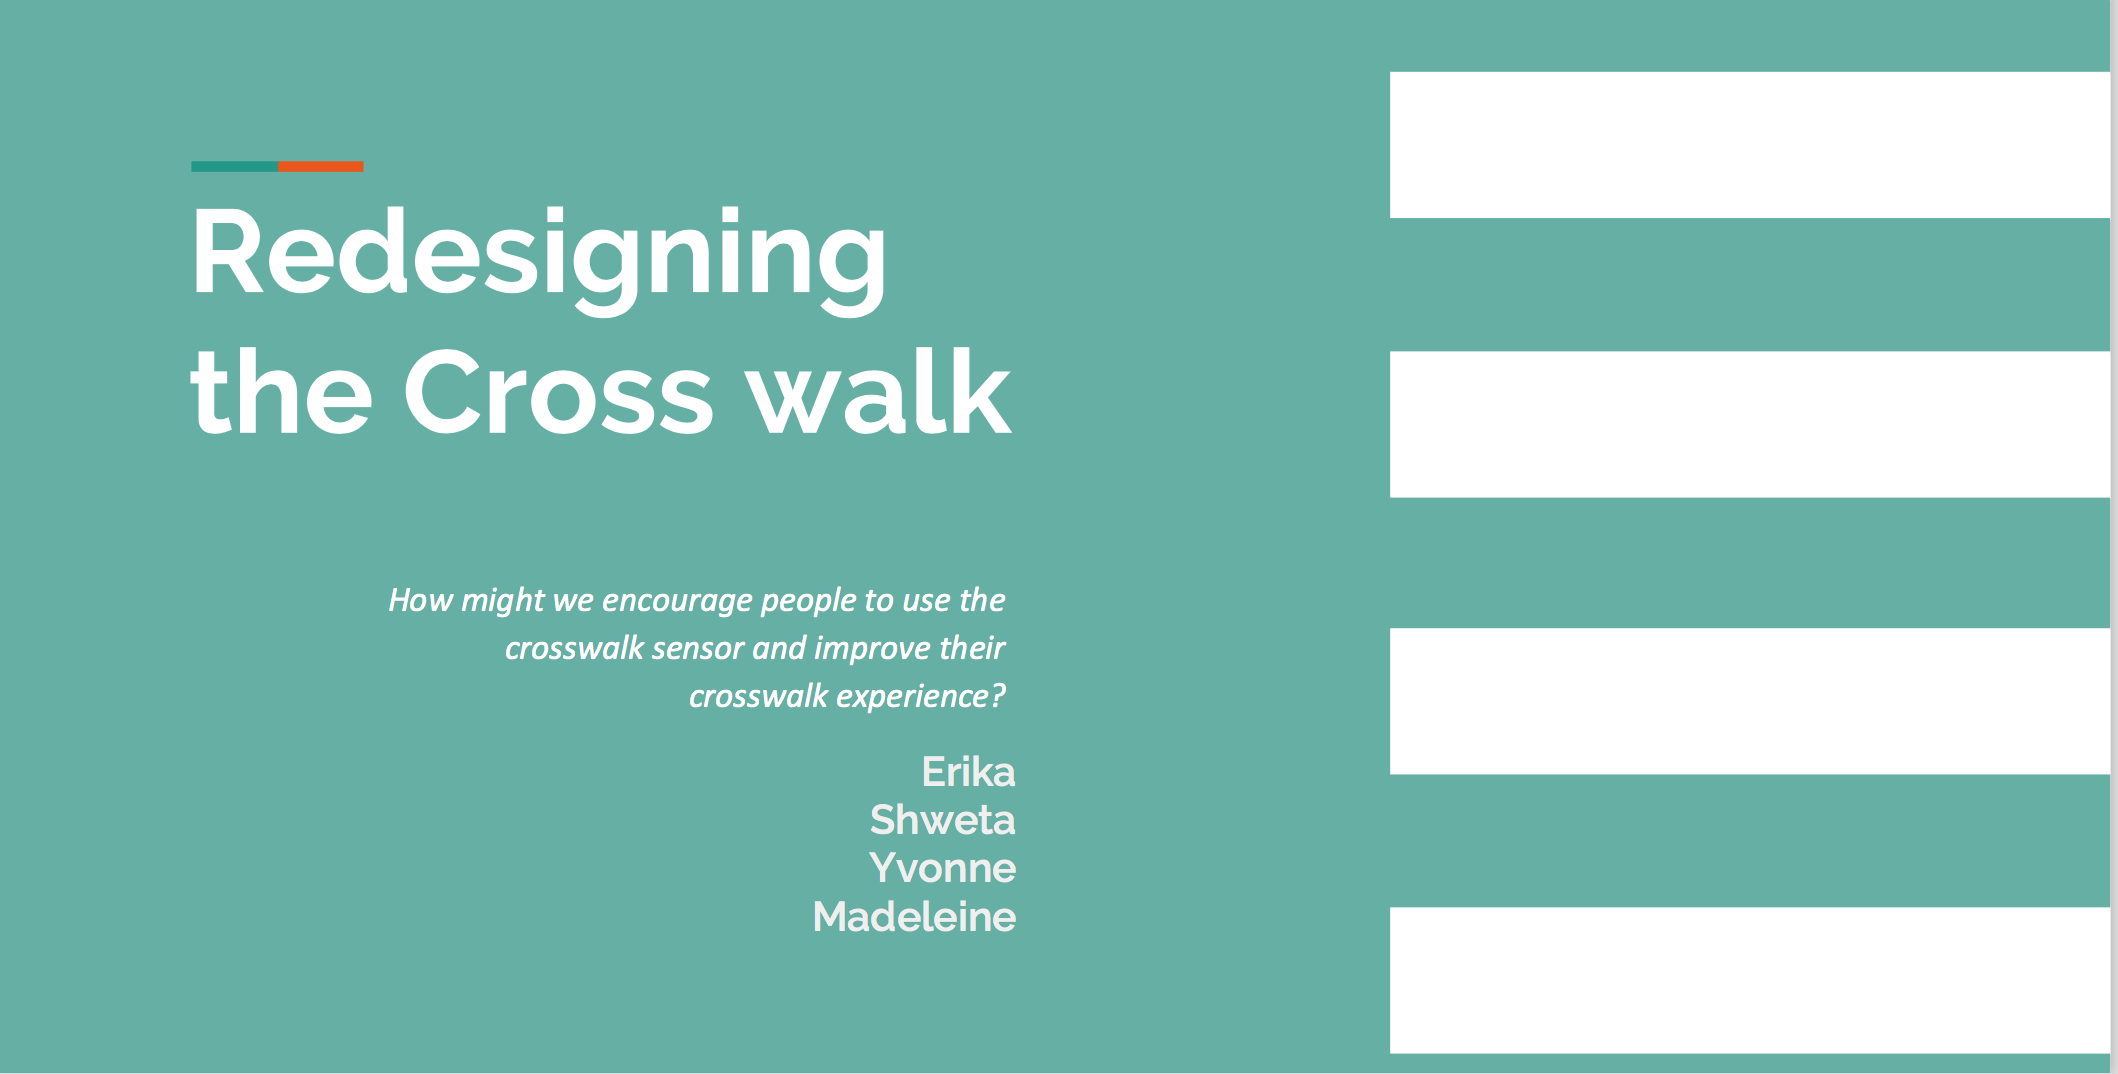 Redesigning
the Cross walk
How might we encourage people to use the
crosswalk sensor and improve their
crosswalk experience?
Erika
Shweta
Yvonne
Madeleine